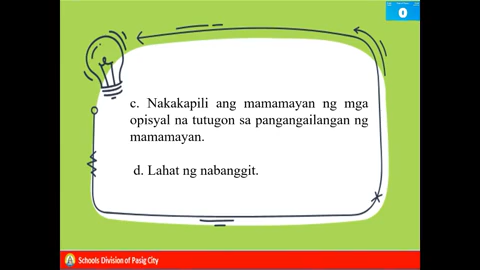 0
c. Nakakapili ang mamamayan ng mga
opisyal na tutugon sa pangangailangan ng
mamamayan.
d. Lahat ng nabanggit.
Schools Division of Pasig City